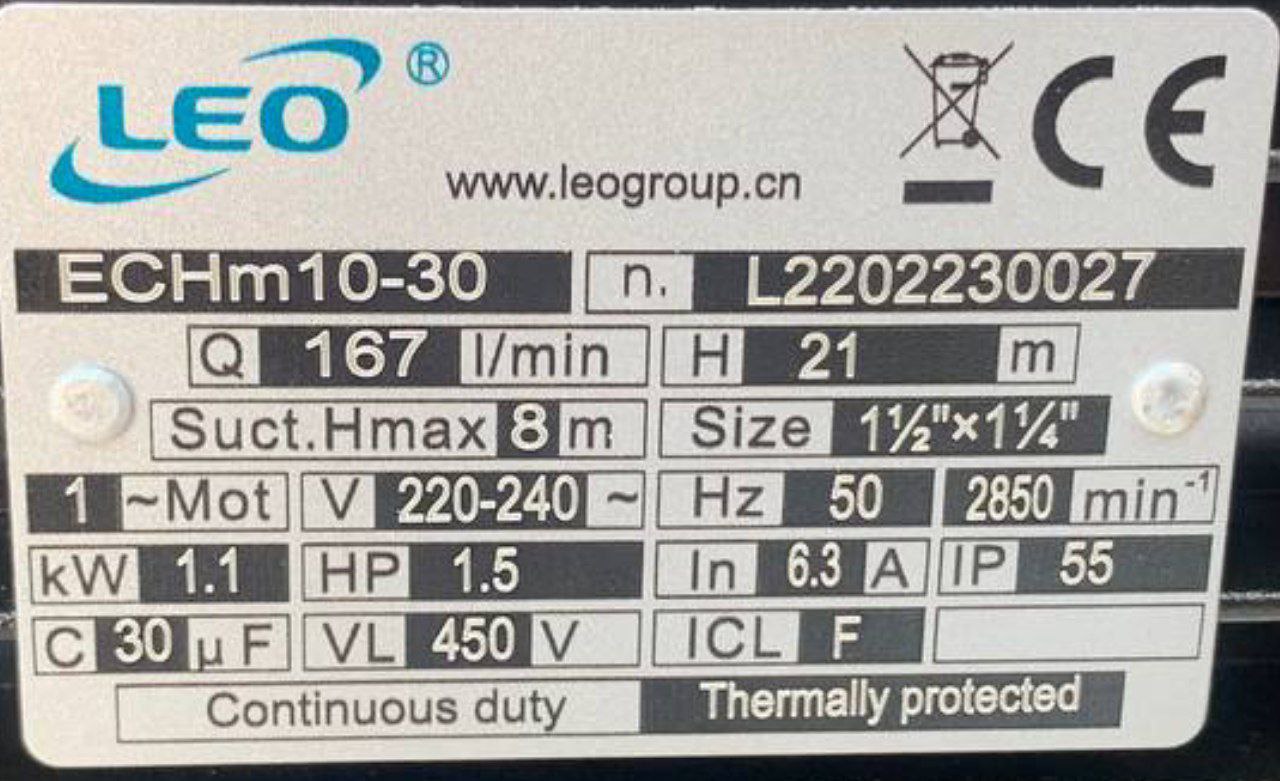 LEO ®
www.leogroup.cn
CE
ECHm10-30 n. L2202230027
Q 167 l/min H 21 m
Suct.Hmax 8 m Size 1½"×1¼"
1 ~Mot V 220-240 ~ Hz 50 2850 min⁻¹
kW 1.1 HP 1.5 In 6.3 A IP 55
C 30 µF VL 450 V ICL F
Continuous duty Thermally protected